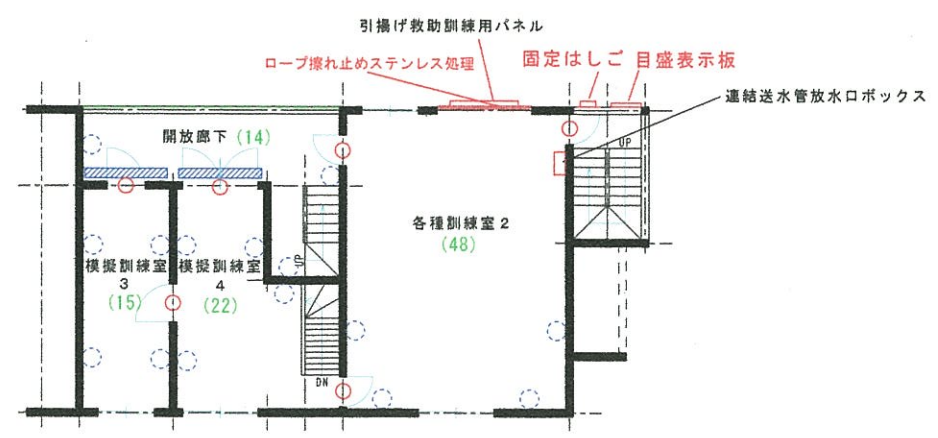 引揚げ救助訓練用パネル
ロープ擦れ止めステンレス処理
固定はしご 目盛表示板
連結送水管放水口ボックス
開放廊下(14)
UP
各種訓練室2
(48)
UP
模擬訓練室
3
(15)
模擬訓練室
4
(22)
DN